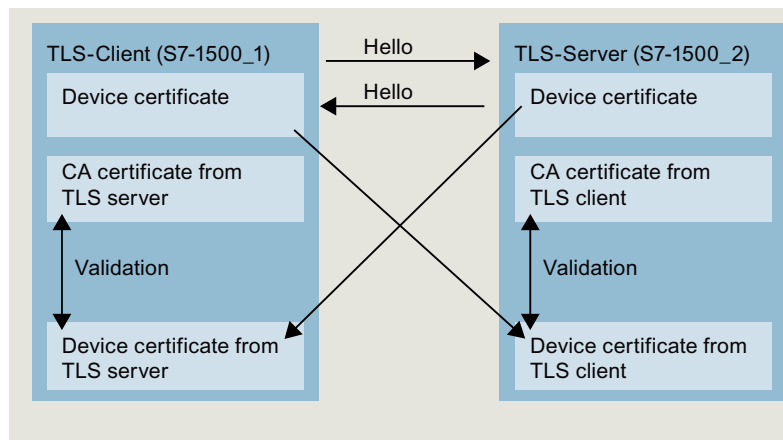 TLS-Client (S7-1500_1)
Device certificate
CA certificate from
TLS server
Validation
Device certificate from
TLS server
Hello
Hello
TLS-Server (S7-1500_2)
Device certificate
CA certificate from
TLS client
Validation
Device certificate from
TLS client